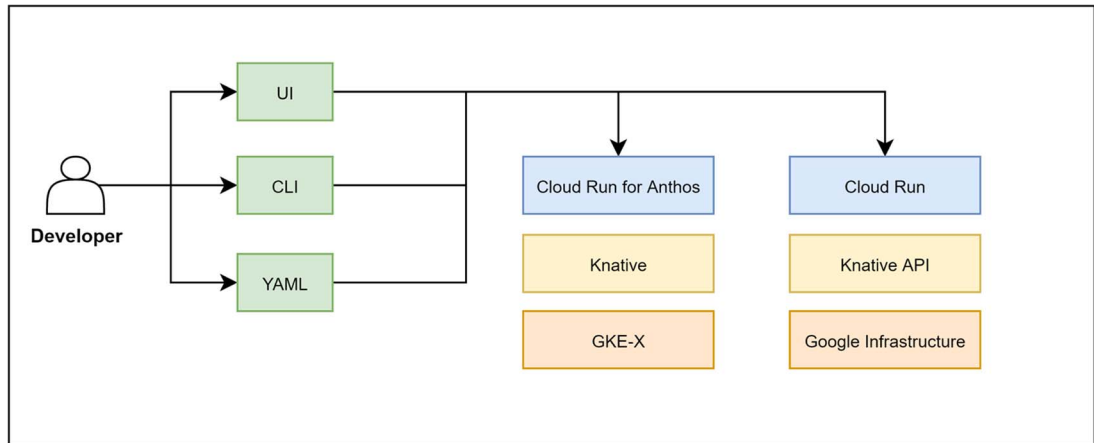 UI
CLI
YAML
Developer
Cloud Run for Anthos
Knative
GKE-X
Cloud Run
Knative API
Google Infrastructure